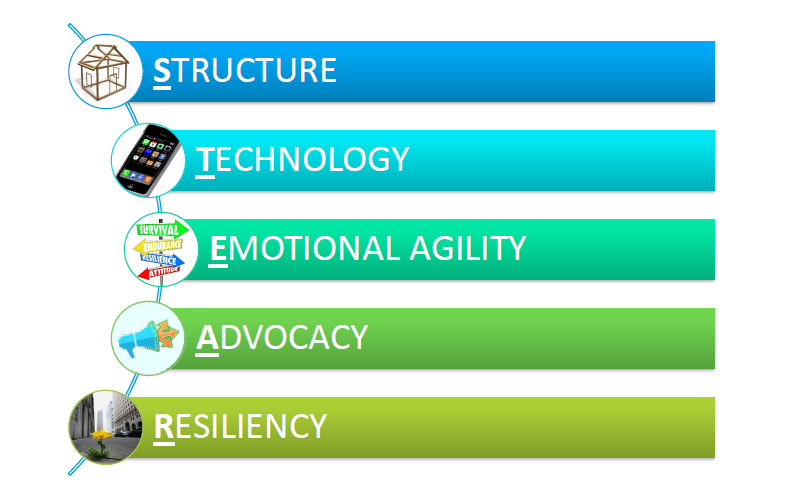 STRUCTURE
TECHNOLOGY
EMOTIONAL AGILITY
SURVIVAL
ENDURANCE
RESILIENCE
ATTITUDE
ADVOCACY
RESILIENCY